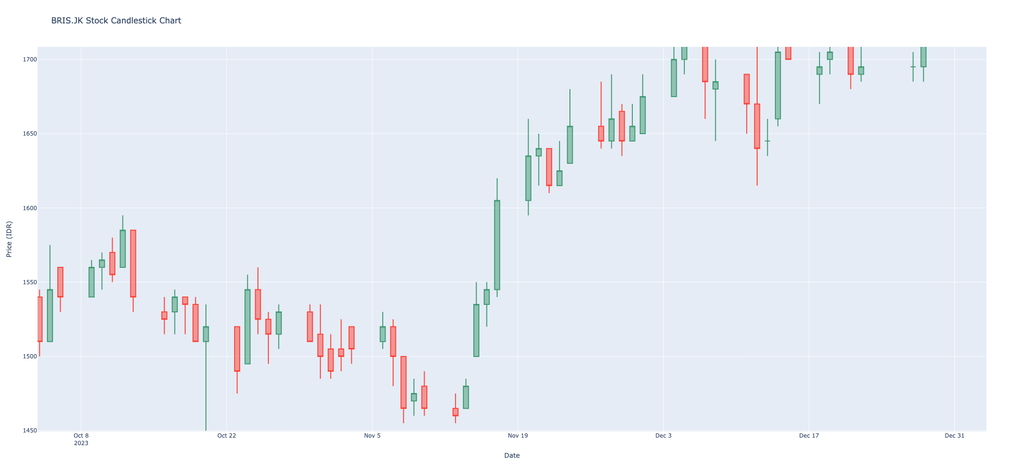 BRIS.JK Stock Candlestick Chart
1700
1650
1600
1550
1500
1450
Price (IDR)
Oct 8
2023
Oct 22
Nov 5
Nov 19
Dec 3
Dec 17
Dec 31
Date